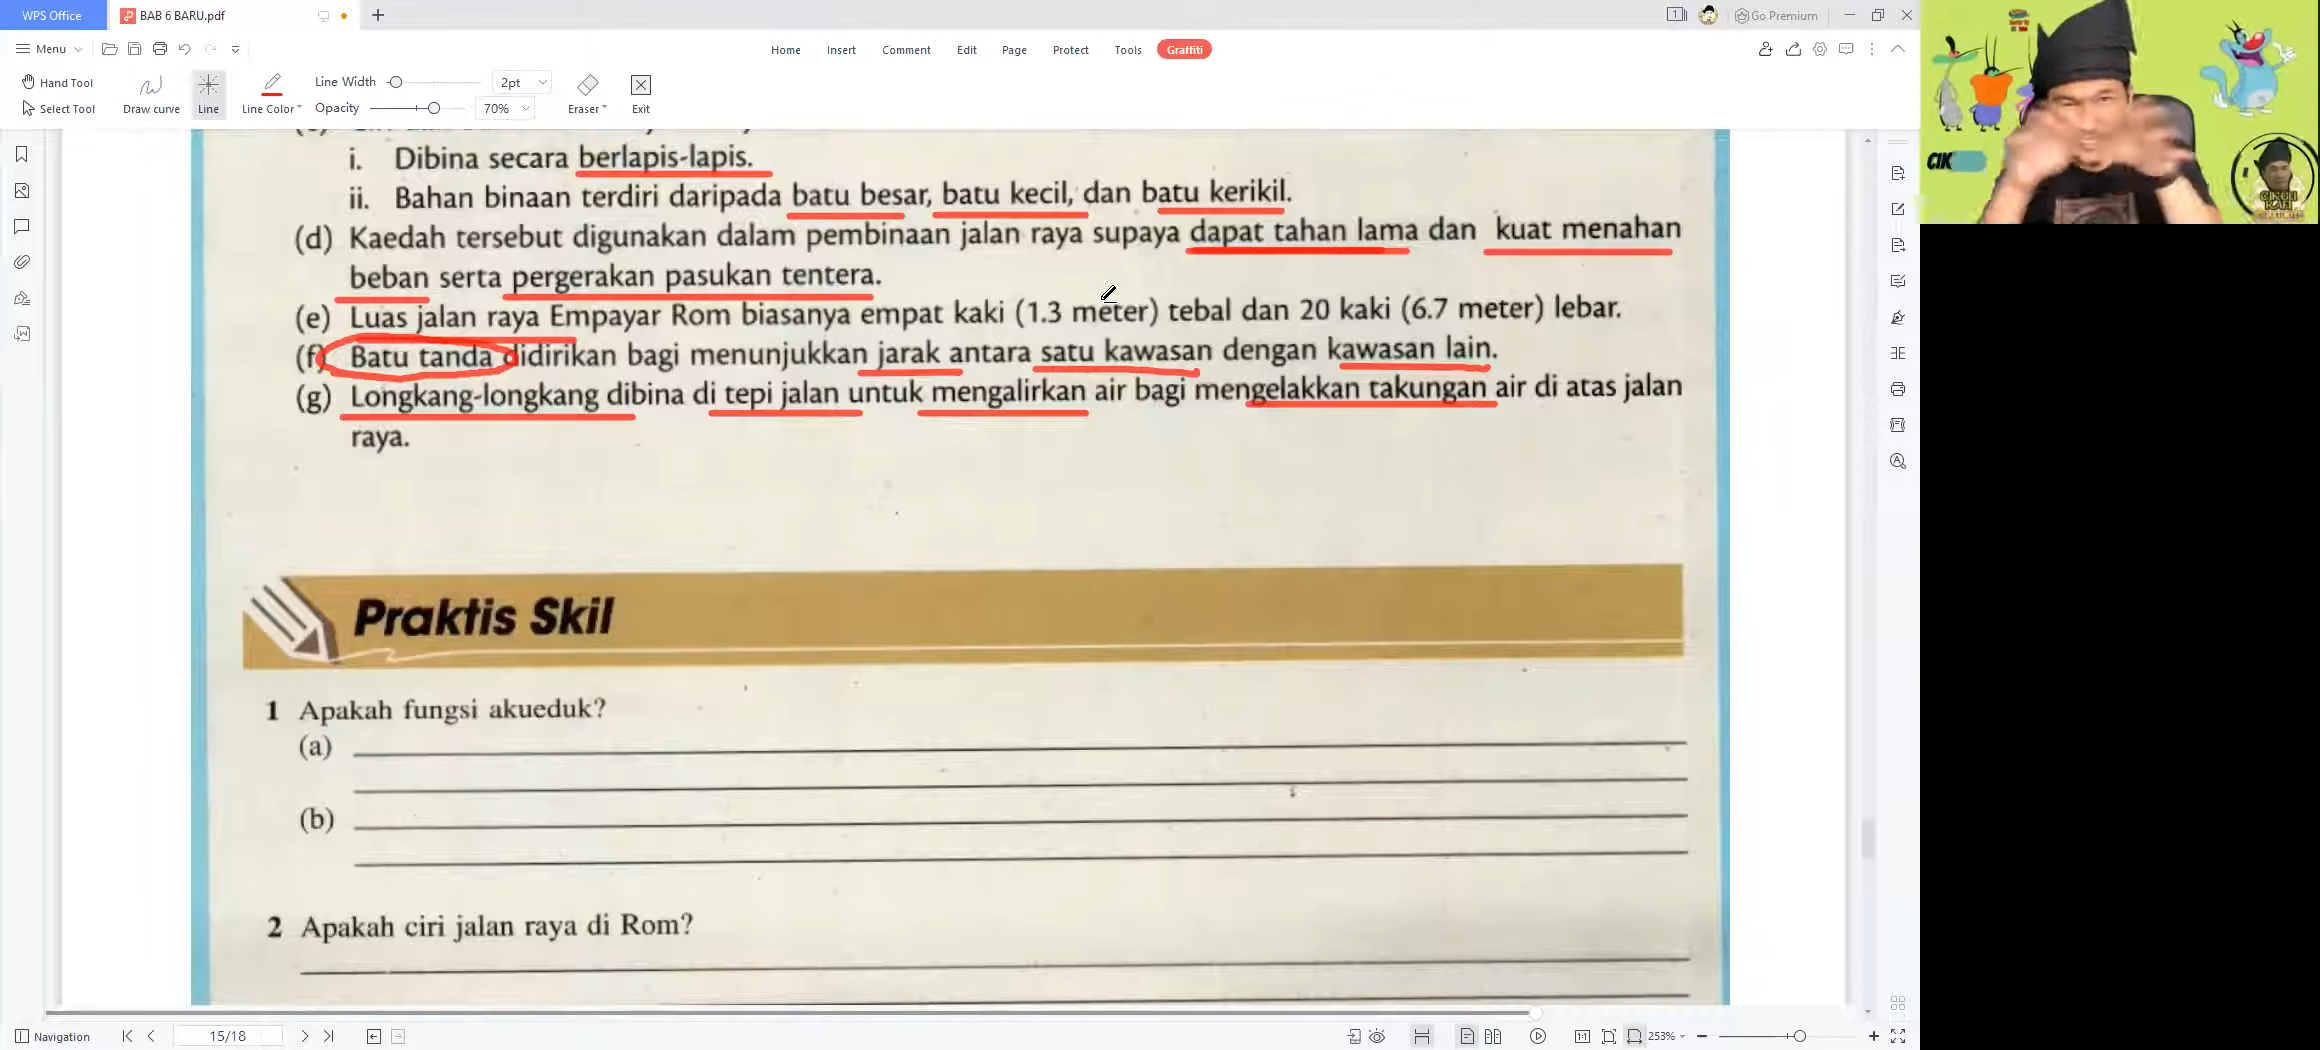 WPS Office
BAB 6 BARU.pdf
Go Premium
Menu
Home Insert Comment Edit Page Protect Tools Graffiti
Hand Tool
Select Tool
Draw curve
Line
Line Color
Line Width 2pt
Opacity 70%
Eraser
Exit
i. Dibina secara berlapis-lapis.
ii. Bahan binaan terdiri daripada batu besar, batu kecil, dan batu kerikil.
(d) Kaedah tersebut digunakan dalam pembinaan jalan raya supaya dapat tahan lama dan kuat menahan
beban serta pergerakan pasukan tentera.
(e) Luas jalan raya Empayar Rom biasanya empat kaki (1.3 meter) tebal dan 20 kaki (6.7 meter) lebar.
(f) Batu tanda didirikan bagi menunjukkan jarak antara satu kawasan dengan kawasan lain.
(g) Longkang-longkang dibina di tepi jalan untuk mengalirkan air bagi mengelakkan takungan air di atas jalan
raya.
Praktis Skil
1 Apakah fungsi akueduk?
(a)
(b)
2 Apakah ciri jalan raya di Rom?
Navigation
15/18
253%
CIK